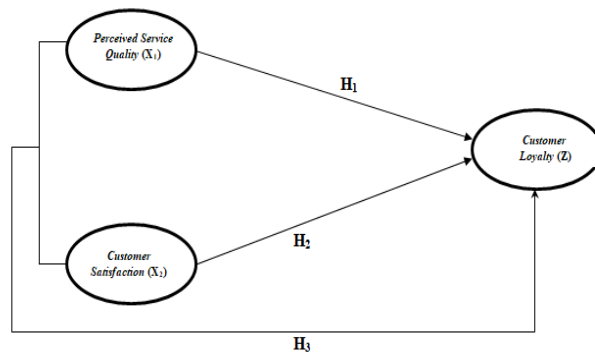 Perceived Service
Quality (X₁)
H₁
Customer
Loyalty (Z)
H₂
Customer
Satisfaction (X₂)
H₃